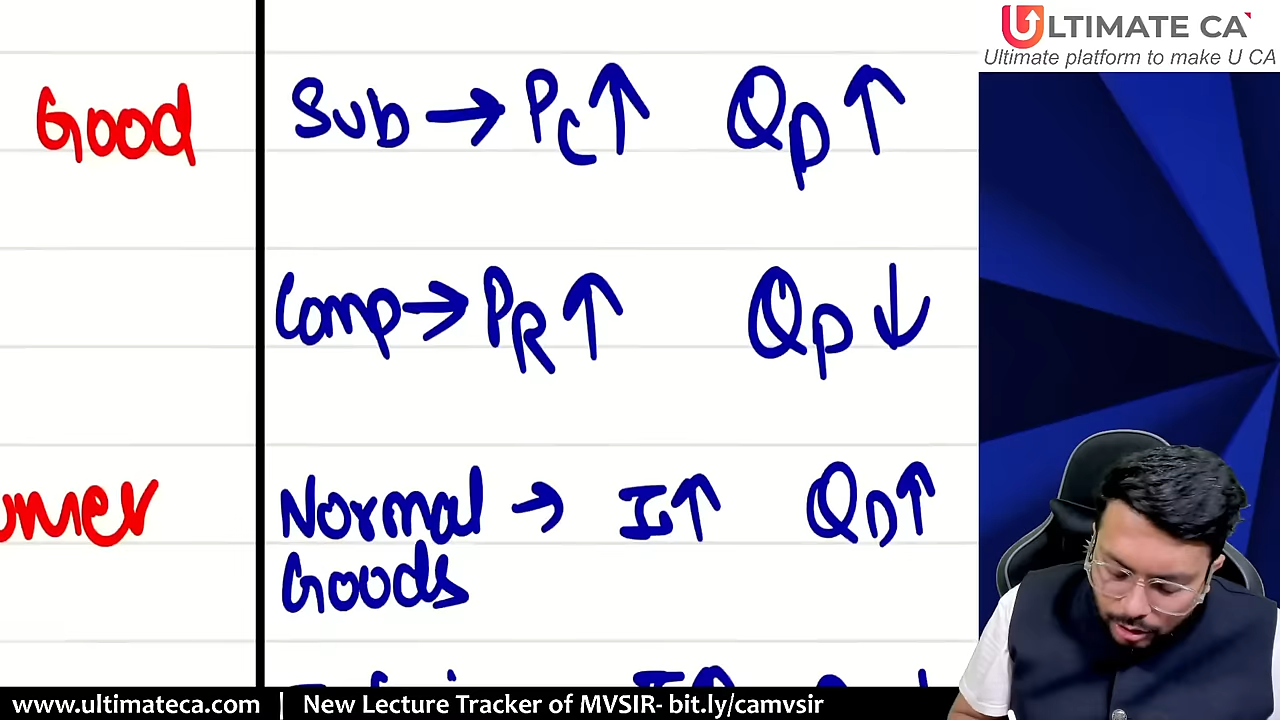 ULTIMATE CA
Ultimate platform to make U CA
Good
Sub → Pc↑ QD↑
Comp → PR↑ QD↓
umer
Normal → I↑ QD↑
Goods
I↑
www.ultimateca.com | New Lecture Tracker of MVSIR- bit.ly/camvsir